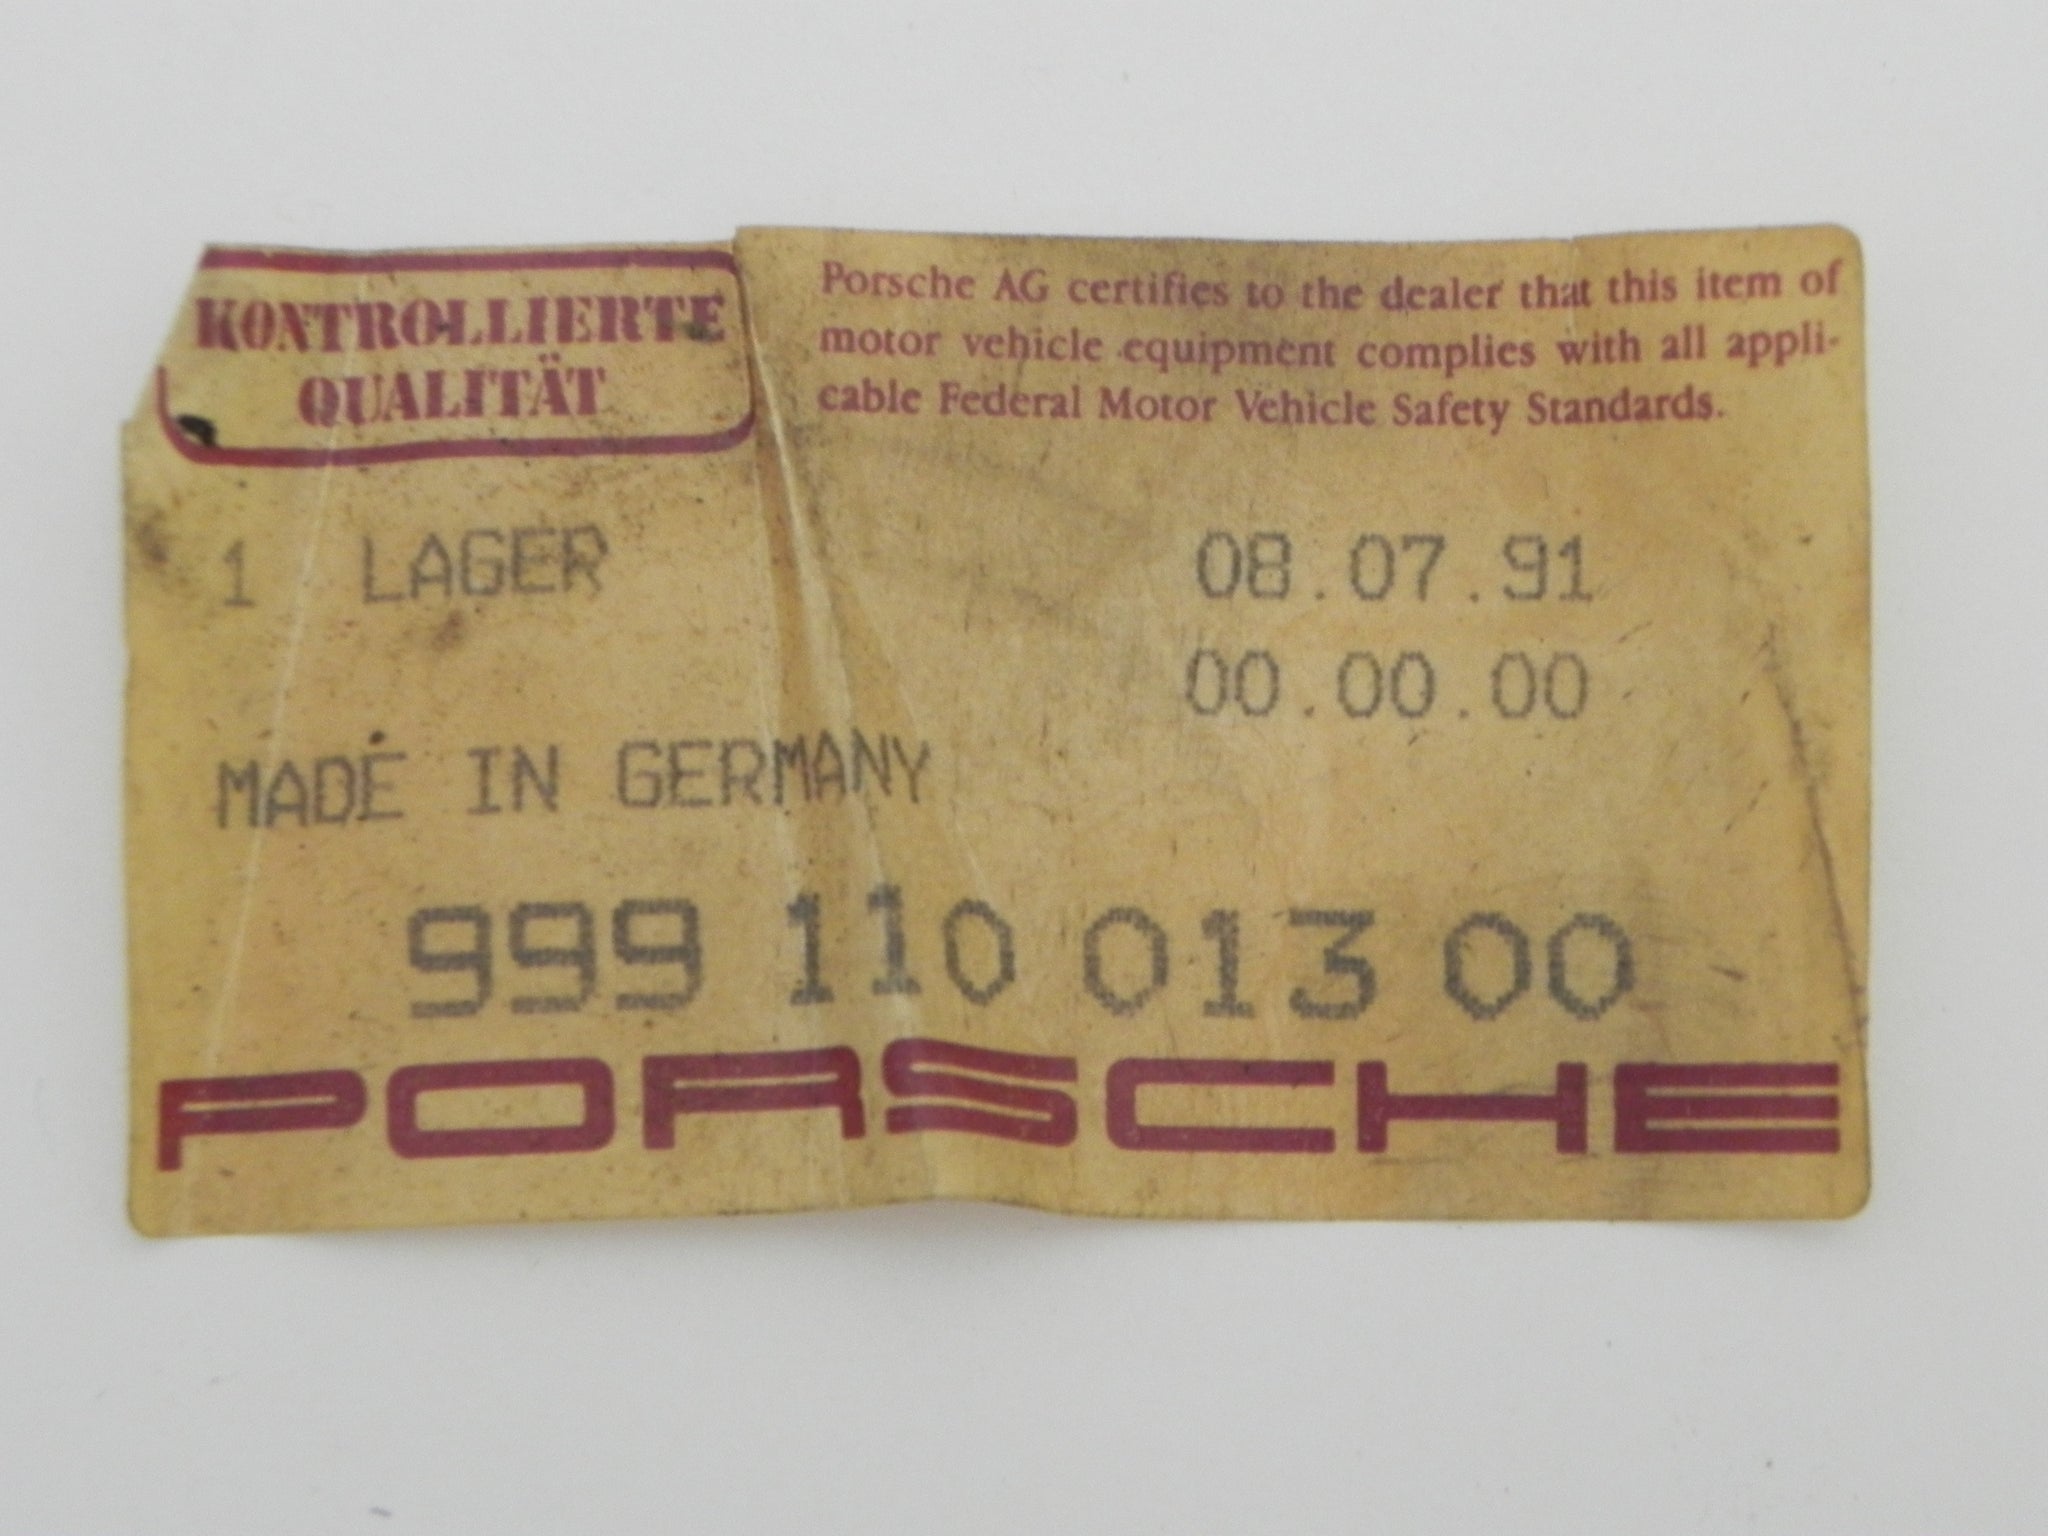 KONTROLLIERTE
QUALITÄT
Porsche AG certifies to the dealer that this item of
motor vehicle equipment complies with all appli-
cable Federal Motor Vehicle Safety Standards.
1 LAGER 08.07.91
00.00.00
MADE IN GERMANY
999 110 013 00
PORSCHE